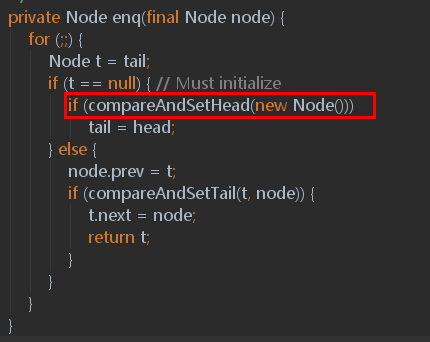 private Node enq(final Node node) {
for (;;) {
Node t = tail;
if (t == null) { // Must initialize
if (compareAndSetHead(new Node()))
tail = head;
} else {
node.prev = t;
if (compareAndSetTail(t, node)) {
t.next = node;
return t;
}
}
}
}